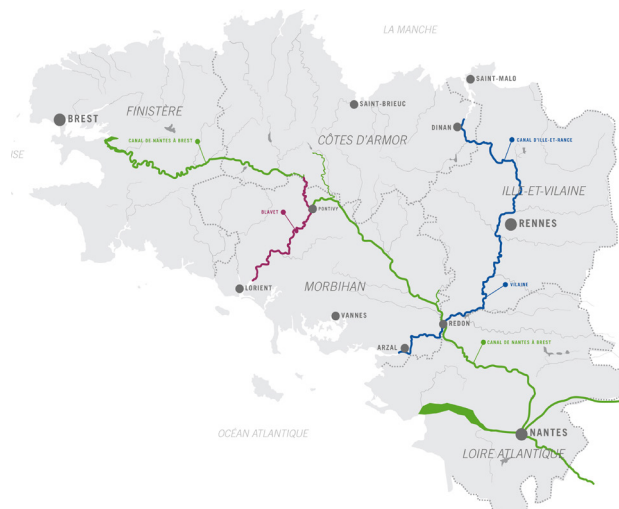 LA MANCHE
SAINT-MALO
SAINT-BRIEUC
FINISTÈRE
BREST
DINAN
CÔTES D'ARMOR
CANAL DE NANTES À BREST
CANAL D'ILLE-ET-RANCE
ISE
ILLE-ET-VILAINE
PONTIVY
BLAVET
RENNES
MORBIHAN
LORIENT
VILAINE
VANNES
REDON
ARZAL
CANAL DE NANTES À BREST
OCÉAN ATLANTIQUE
NANTES
LOIRE ATLANTIQUE